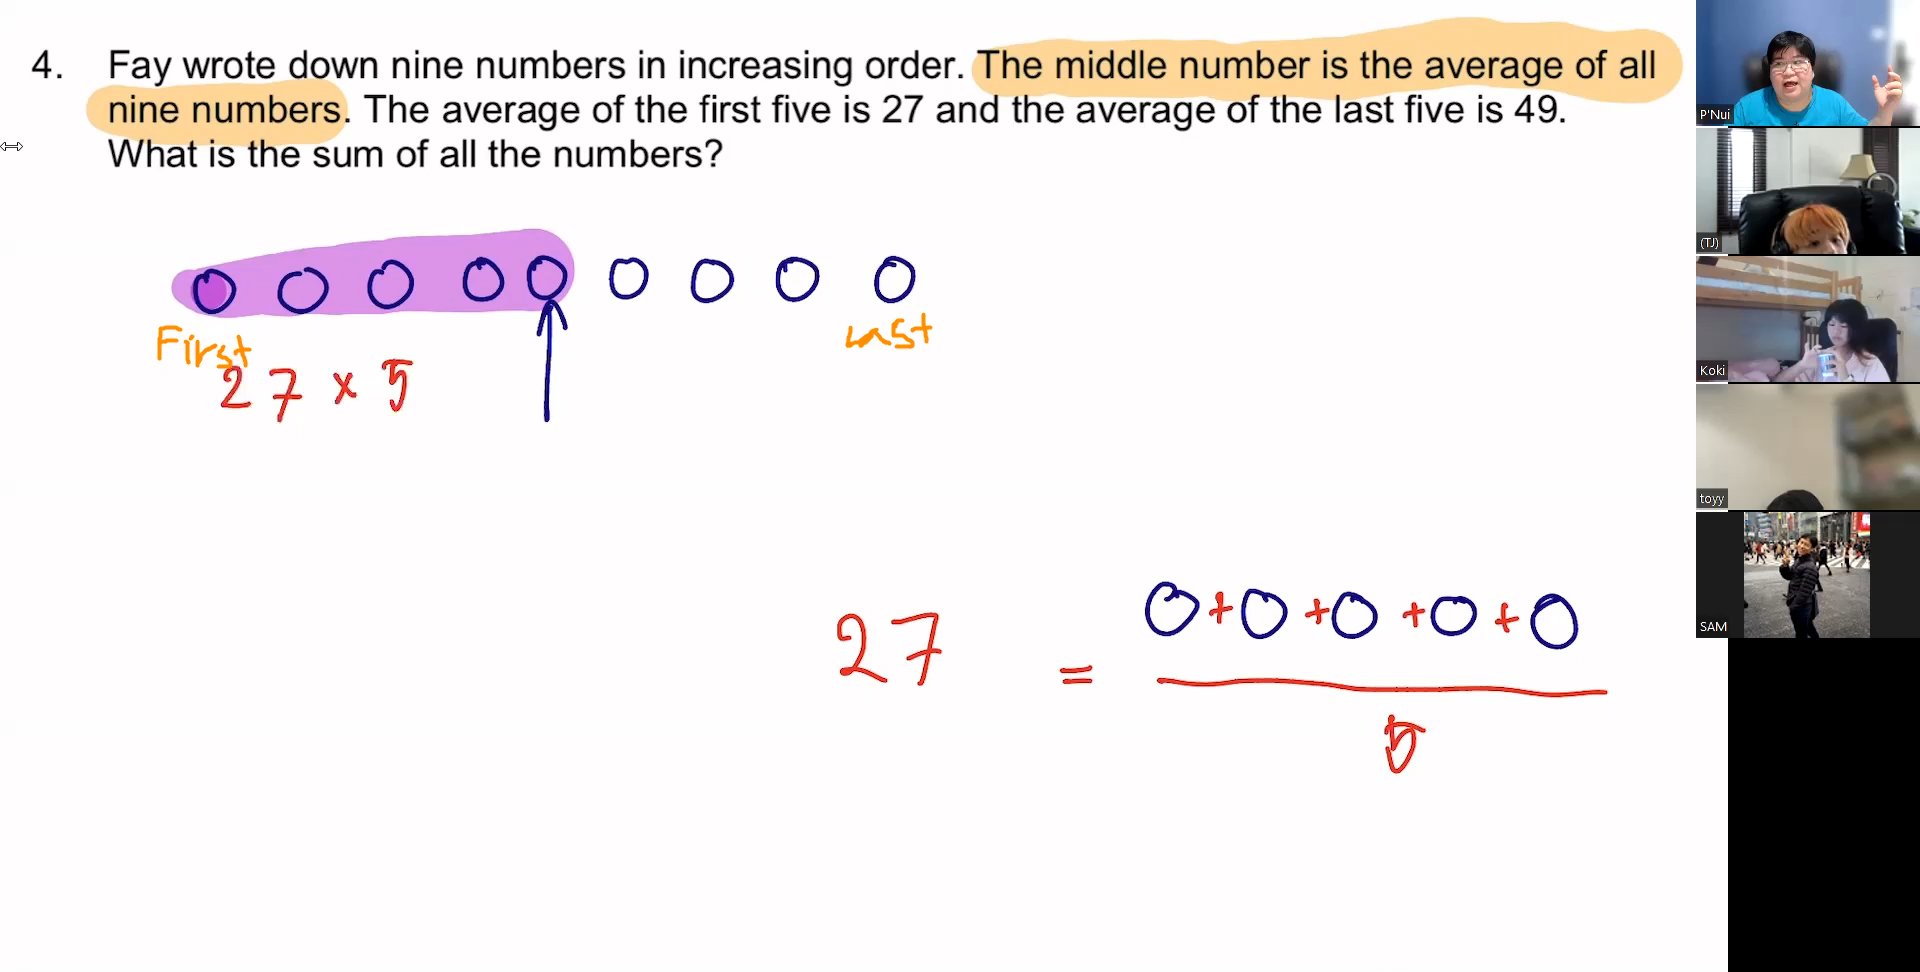 4. Fay wrote down nine numbers in increasing order. The middle number is the average of all
nine numbers. The average of the first five is 27 and the average of the last five is 49.
What is the sum of all the numbers?
First
Last
27 × 5
27 = O + O + O + O + O
5
P'Nui
(TJ)
Koki
toyy
SAM